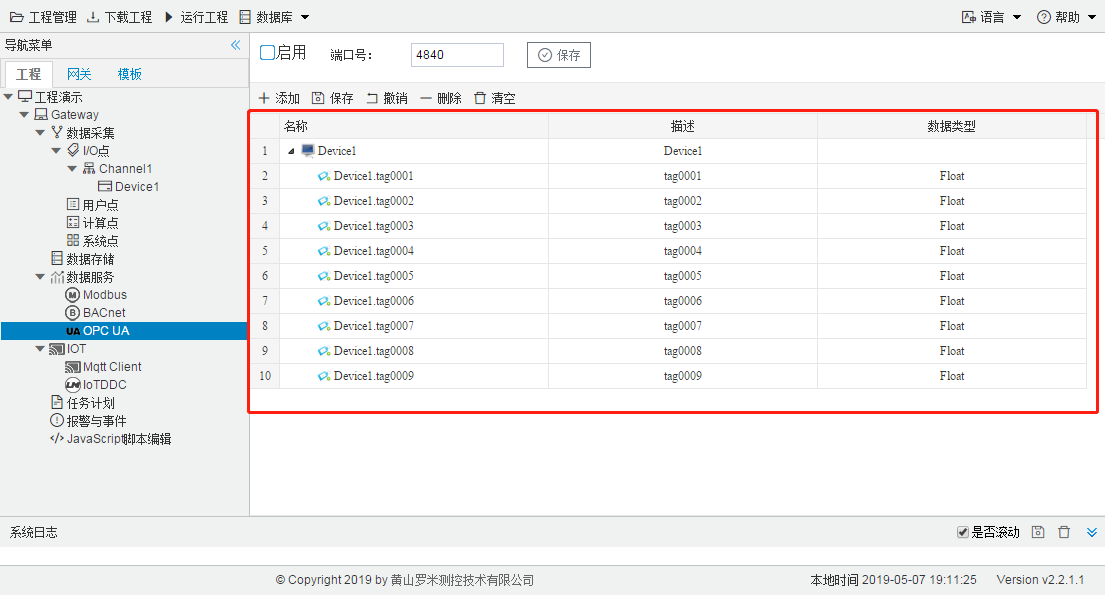 工程管理 下载工程 运行工程 数据库 语言 帮助
导航菜单
工程 网关 模板
工程演示
Gateway
数据采集
I/O点
Channel1
Device1
用户点
计算点
系统点
数据存储
数据服务
Modbus
BACnet
UA OPC UA
IOT
Mqtt Client
IoTDDC
任务计划
报警与事件
JavaScript脚本编辑
启用 端口号： 4840 保存
添加 保存 撤销 删除 清空
名称 描述 数据类型
1 Device1 Device1
2 Device1.tag0001 tag0001 Float
3 Device1.tag0002 tag0002 Float
4 Device1.tag0003 tag0003 Float
5 Device1.tag0004 tag0004 Float
6 Device1.tag0005 tag0005 Float
7 Device1.tag0006 tag0006 Float
8 Device1.tag0007 tag0007 Float
9 Device1.tag0008 tag0008 Float
10 Device1.tag0009 tag0009 Float
系统日志 是否滚动
© Copyright 2019 by 黄山罗米测控技术有限公司 本地时间 2019-05-07 19:11:25 Version v2.2.1.1